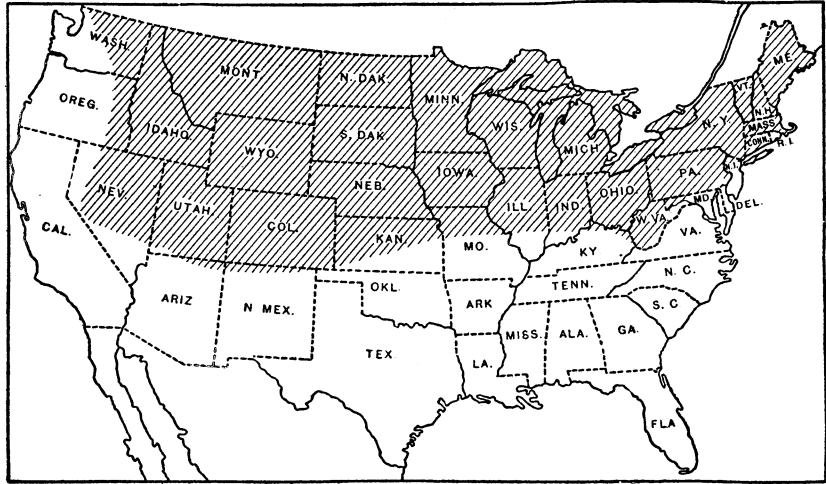 WASH.
MONT.
N. DAK.
MINN.
ME.
VT.
N.H.
OREG.
IDAHO.
S. DAK.
WIS.
MICH.
N. Y.
MASS.
CONN.
R. I.
WYO.
NEB.
IOWA.
PA.
N.J.
NEV.
UTAH.
COL.
KAN.
ILL.
IND.
OHIO.
W. VA.
MD.
DEL.
CAL.
MO.
KY
VA.
ARIZ
N MEX.
OKL.
ARK
TENN.
N. C.
S. C
TEX
LA.
MISS.
ALA.
GA.
FLA